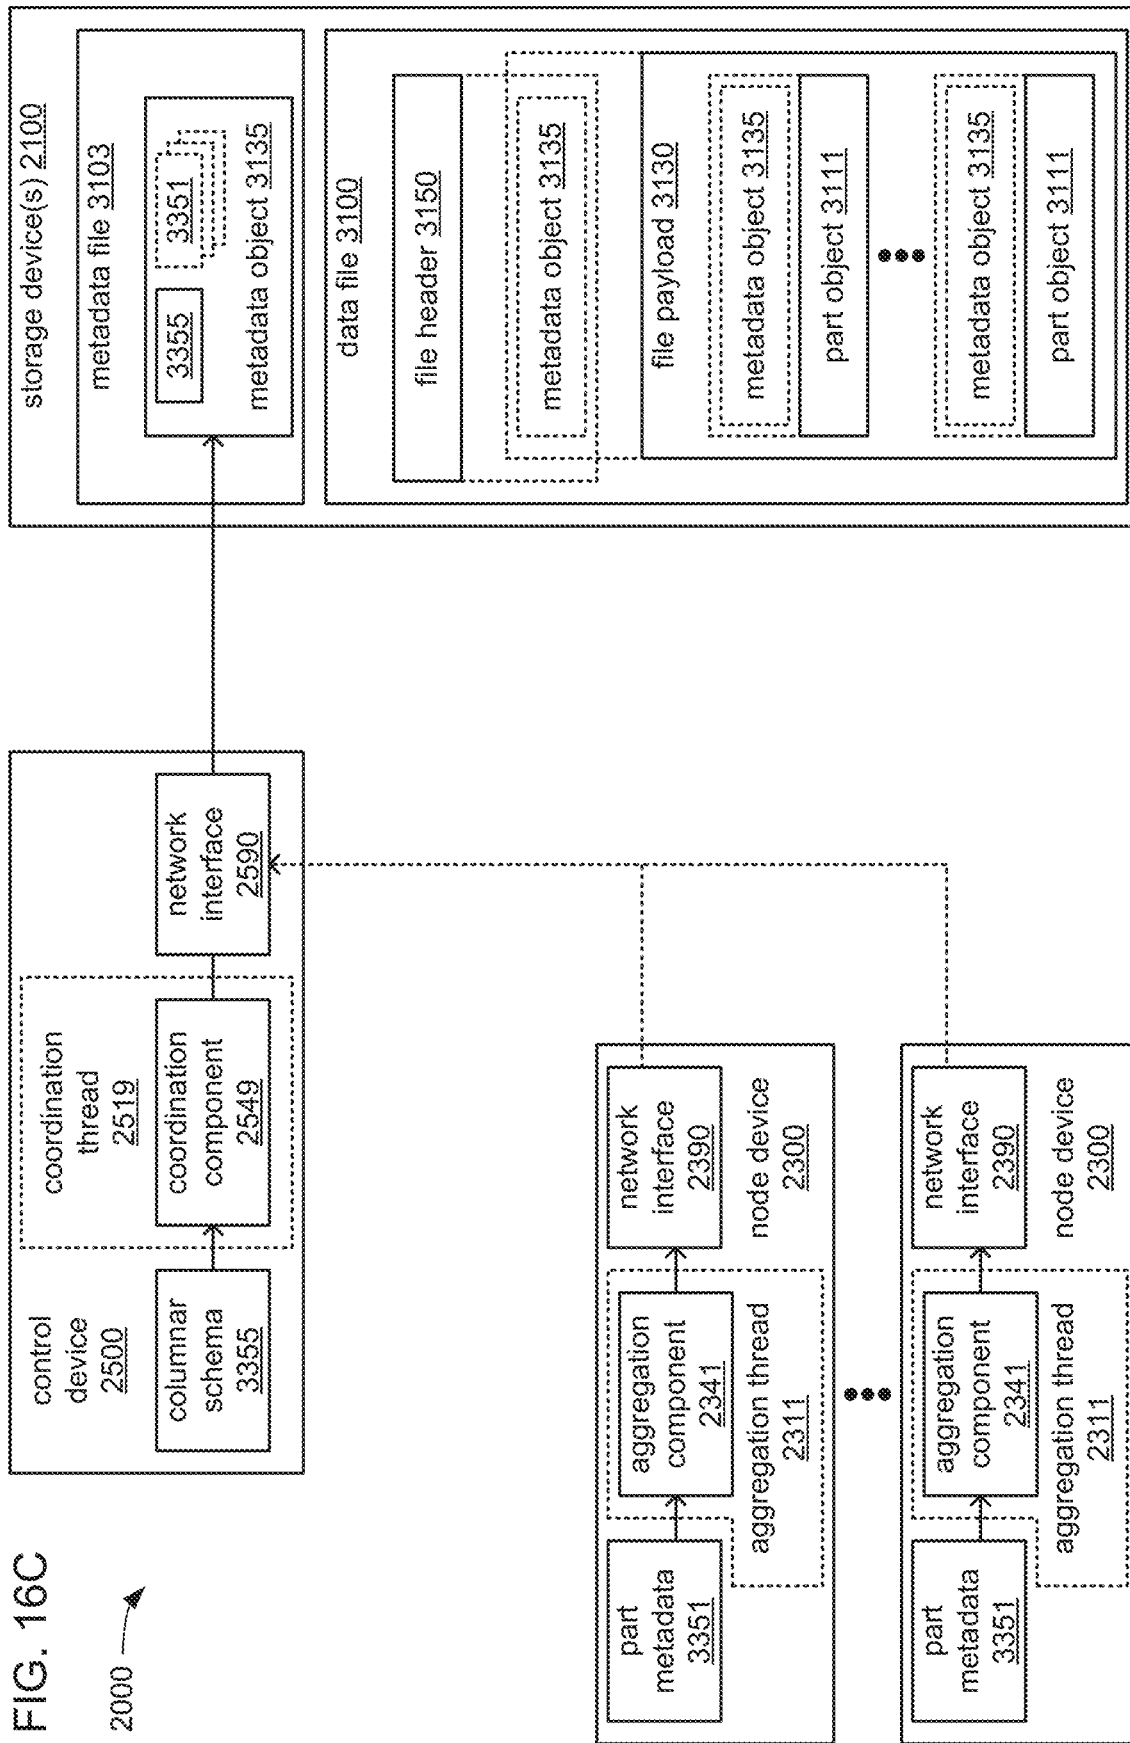 FIG. 16C
2000
control
device
2500
columnar
schema
3355
coordination
thread
2519
coordination
component
2549
network
interface
2590
part
metadata
3351
aggregation
component
2341
aggregation thread
2311
network
interface
2390
node device
2300
•••
part
metadata
3351
aggregation
component
2341
aggregation thread
2311
network
interface
2390
node device
2300
storage device(s) 2100
metadata file 3103
3355
3351
metadata object 3135
data file 3100
file header 3150
metadata object 3135
file payload 3130
metadata object 3135
part object 3111
•••
metadata object 3135
part object 3111